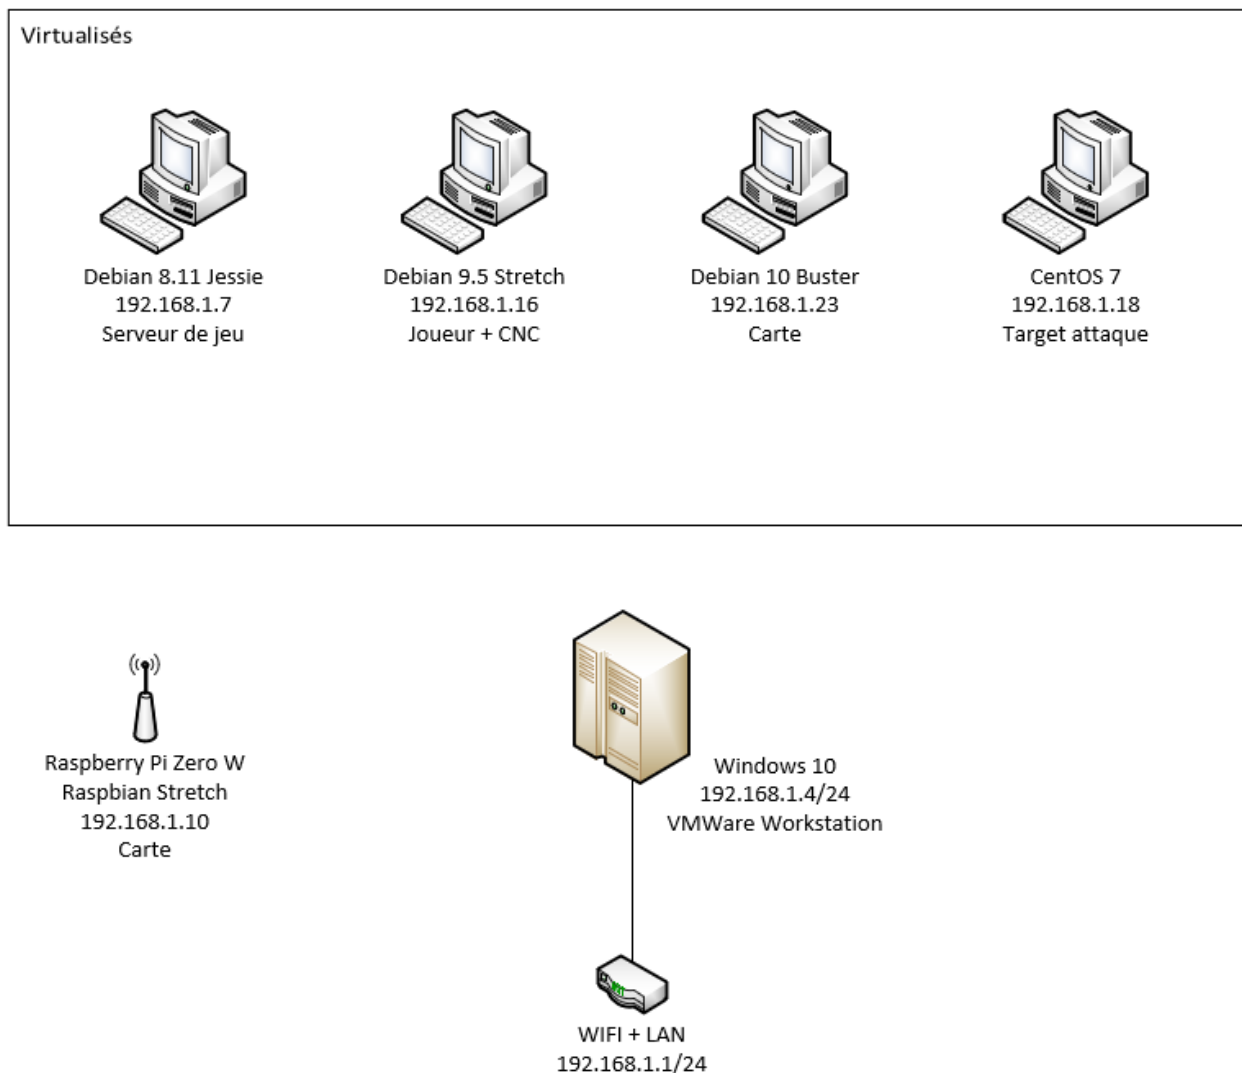 Virtualisés
Debian 8.11 Jessie
192.168.1.7
Serveur de jeu
Debian 9.5 Stretch
192.168.1.16
Joueur + CNC
Debian 10 Buster
192.168.1.23
Carte
CentOS 7
192.168.1.18
Target attaque
Raspberry Pi Zero W
Raspbian Stretch
192.168.1.10
Carte
Windows 10
192.168.1.4/24
VMWare Workstation
WIFI + LAN
192.168.1.1/24